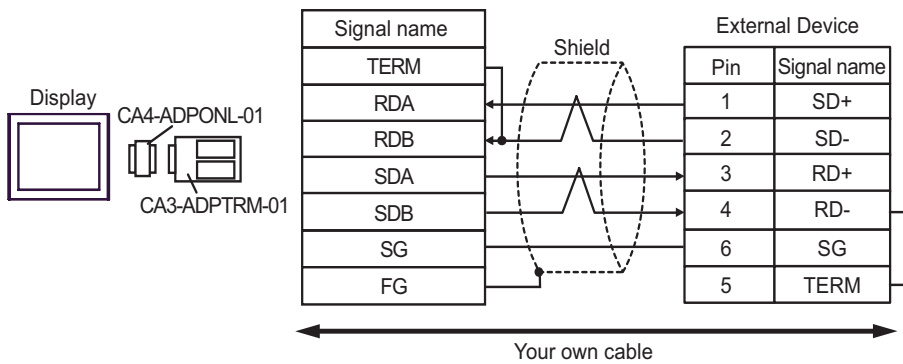 Display
CA4-ADPONL-01
CA3-ADPTRM-01
Signal name
TERM
RDA
RDB
SDA
SDB
SG
FG
Shield
External Device
Pin Signal name
1 SD+
2 SD-
3 RD+
4 RD-
6 SG
5 TERM
Your own cable